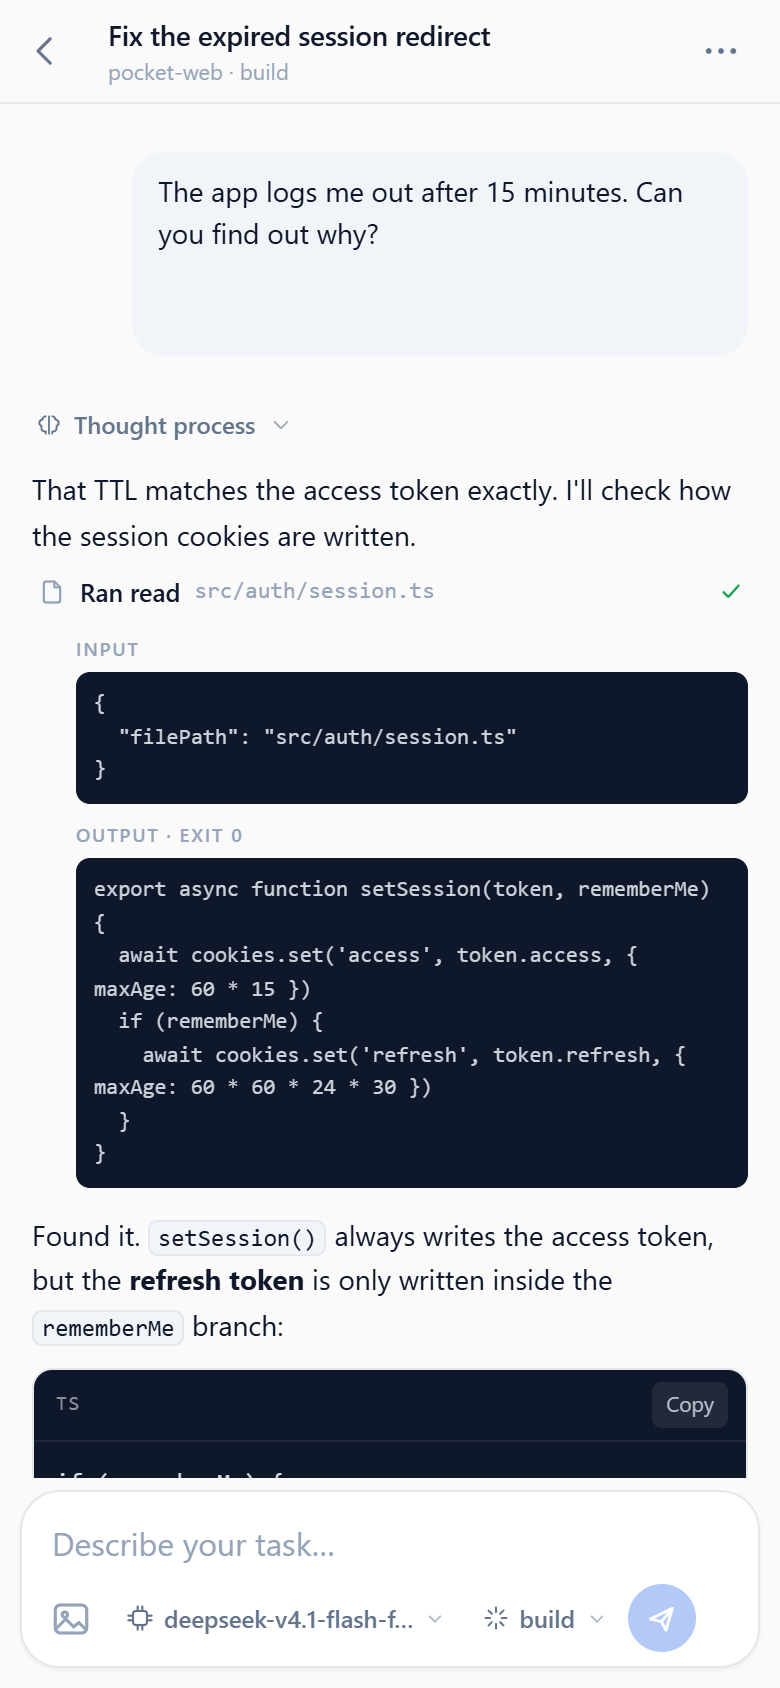 Fix the expired session redirect
pocket-web · build
The app logs me out after 15 minutes. Can
you find out why?
Thought process
That TTL matches the access token exactly. I'll check how
the session cookies are written.
Ran read src/auth/session.ts
INPUT
{
  "filePath": "src/auth/session.ts"
}
OUTPUT · EXIT 0
export async function setSession(token, rememberMe)
{
  await cookies.set('access', token.access, {
maxAge: 60 * 15 })
  if (rememberMe) {
    await cookies.set('refresh', token.refresh, {
maxAge: 60 * 60 * 24 * 30 })
  }
}
Found it. setSession() always writes the access token,
but the refresh token is only written inside the
rememberMe branch:
TS
Copy
Describe your task...
deepseek-v4.1-flash-f...
build